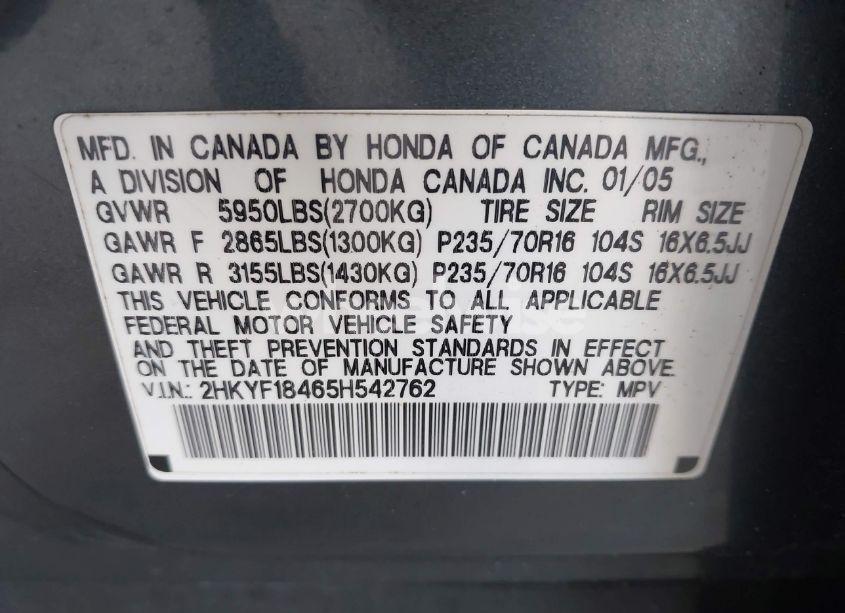 MFD. IN CANADA BY HONDA OF CANADA MFG.,
A DIVISION OF HONDA CANADA INC. 01/05
GVWR 5950LBS(2700KG) TIRE SIZE RIM SIZE
GAWR F 2865LBS(1300KG) P235/70R16 104S 16X6.5JJ
GAWR R 3155LBS(1430KG) P235/70R16 104S 16X6.5JJ
THIS VEHICLE CONFORMS TO ALL APPLICABLE
FEDERAL MOTOR VEHICLE SAFETY
AND THEFT PREVENTION STANDARDS IN EFFECT
ON THE DATE OF MANUFACTURE SHOWN ABOVE.
V.I.N.: 2HKYF18465H542762 TYPE: MPV